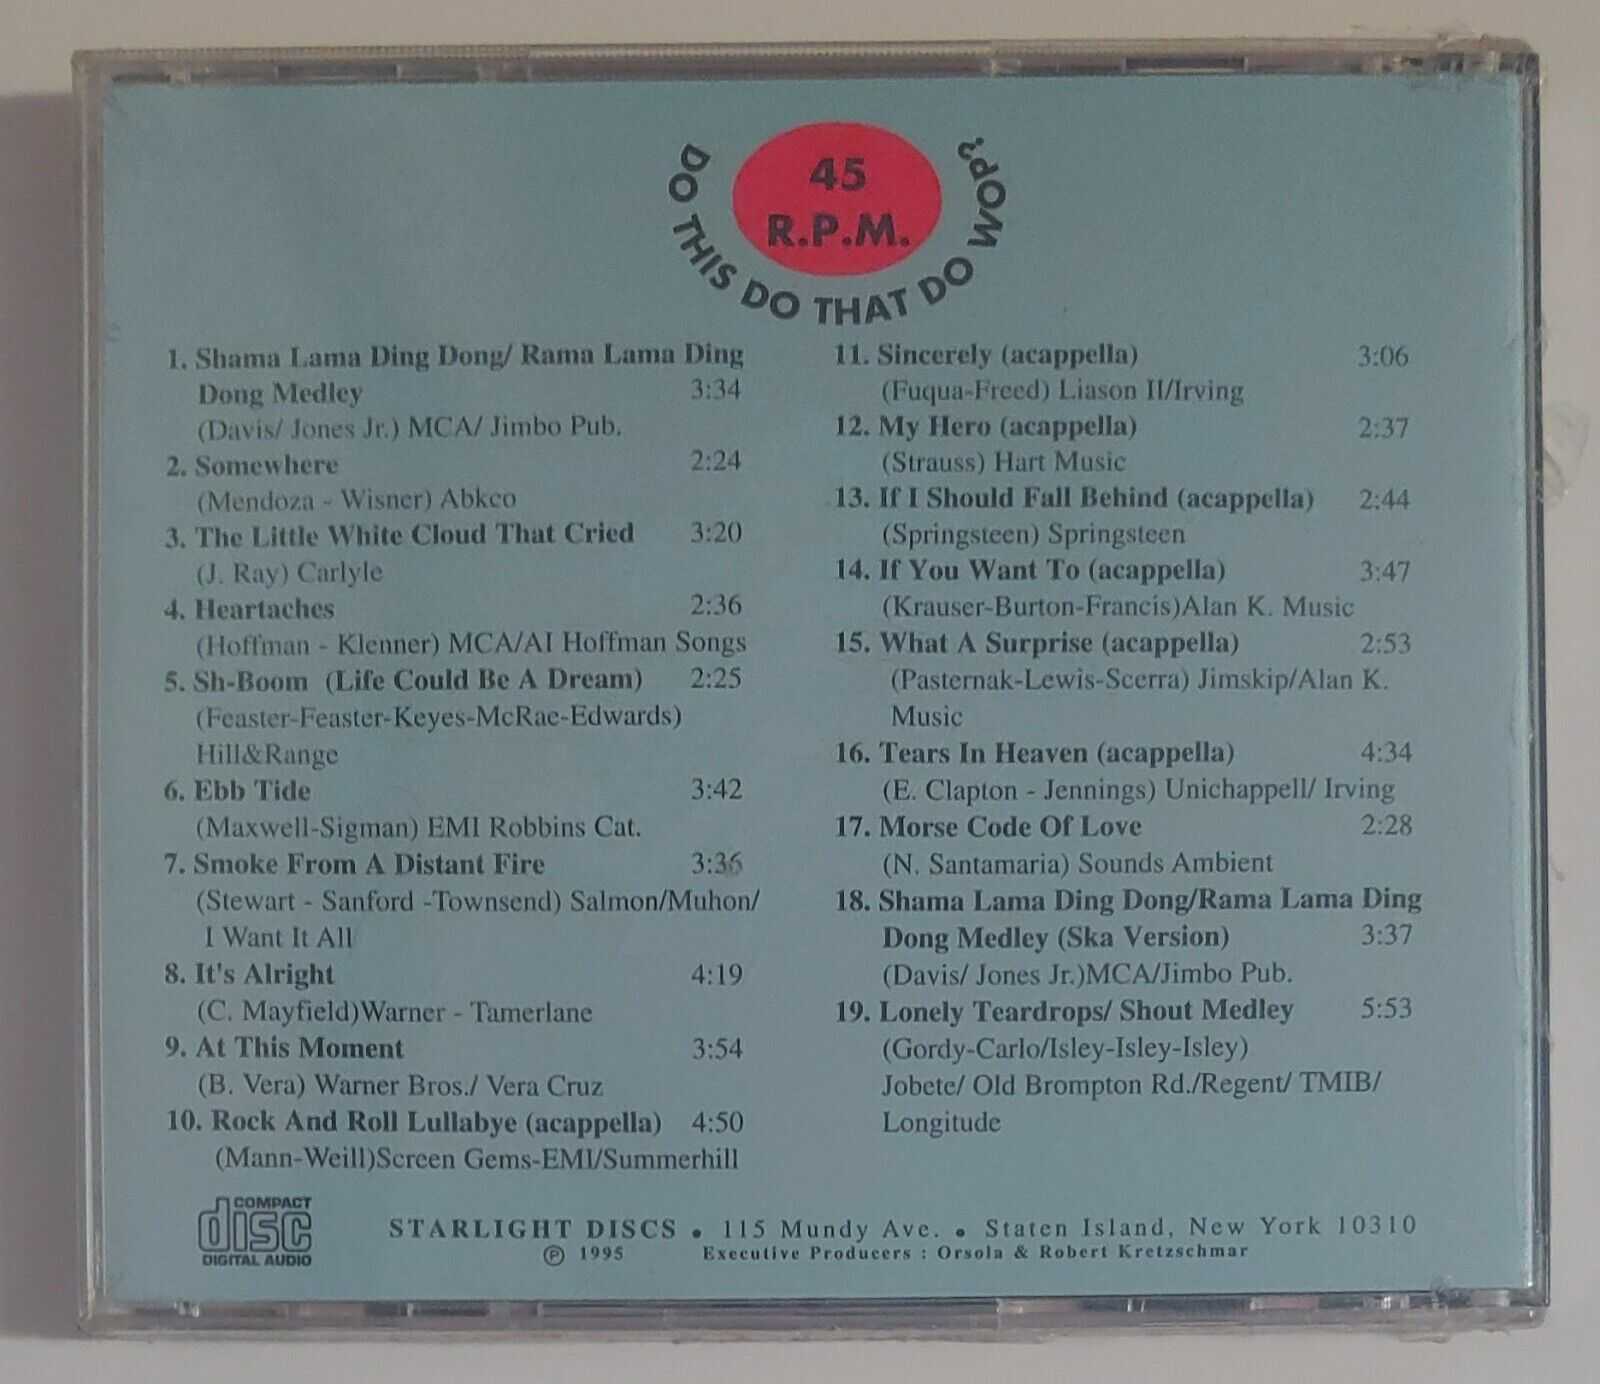 45
R.P.M.
DO THIS DO THAT DO WOP?
1. Shama Lama Ding Dong/ Rama Lama Ding
Dong Medley 3:34
(Davis/ Jones Jr.) MCA/ Jimbo Pub.
2. Somewhere 2:24
(Mendoza - Wisner) Abkco
3. The Little White Cloud That Cried 3:20
(J. Ray) Carlyle
4. Heartaches 2:36
(Hoffman - Klenner) MCA/AI Hoffman Songs
5. Sh-Boom (Life Could Be A Dream) 2:25
(Feaster-Feaster-Keyes-McRae-Edwards)
Hill&Range
6. Ebb Tide 3:42
(Maxwell-Sigman) EMI Robbins Cat.
7. Smoke From A Distant Fire 3:36
(Stewart - Sanford -Townsend) Salmon/Muhon/
I Want It All
8. It's Alright 4:19
(C. Mayfield)Warner - Tamerlane
9. At This Moment 3:54
(B. Vera) Warner Bros./ Vera Cruz
10. Rock And Roll Lullabye (acappella) 4:50
(Mann-Weill)Screen Gems-EMI/Summerhill
11. Sincerely (acappella) 3:06
(Fuqua-Freed) Liason II/Irving
12. My Hero (acappella) 2:37
(Strauss) Hart Music
13. If I Should Fall Behind (acappella) 2:44
(Springsteen) Springsteen
14. If You Want To (acappella) 3:47
(Krauser-Burton-Francis)Alan K. Music
15. What A Surprise (acappella) 2:53
(Pasternak-Lewis-Scerra) Jimskip/Alan K.
Music
16. Tears In Heaven (acappella) 4:34
(E. Clapton - Jennings) Unichappell/ Irving
17. Morse Code Of Love 2:28
(N. Santamaria) Sounds Ambient
18. Shama Lama Ding Dong/Rama Lama Ding
Dong Medley (Ska Version) 3:37
(Davis/ Jones Jr.)MCA/Jimbo Pub.
19. Lonely Teardrops/ Shout Medley 5:53
(Gordy-Carlo/Isley-Isley-Isley)
Jobete/ Old Brompton Rd./Regent/ TMIB/
Longitude
COMPACT
disc
DIGITAL AUDIO
STARLIGHT DISCS • 115 Mundy Ave. • Staten Island, New York 10310
℗ 1995 Executive Producers : Orsola & Robert Kretzschmar